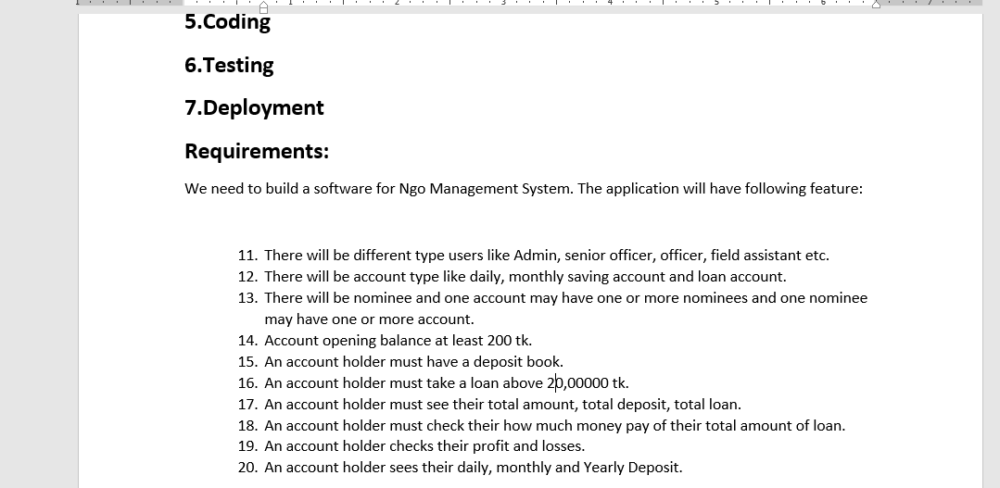 5.Coding
6.Testing
7.Deployment
Requirements:
We need to build a software for Ngo Management System. The application will have following feature:
11. There will be different type users like Admin, senior officer, officer, field assistant etc.
12. There will be account type like daily, monthly saving account and loan account.
13. There will be nominee and one account may have one or more nominees and one nominee
may have one or more account.
14. Account opening balance at least 200 tk.
15. An account holder must have a deposit book.
16. An account holder must take a loan above 20,00000 tk.
17. An account holder must see their total amount, total deposit, total loan.
18. An account holder must check their how much money pay of their total amount of loan.
19. An account holder checks their profit and losses.
20. An account holder sees their daily, monthly and Yearly Deposit.